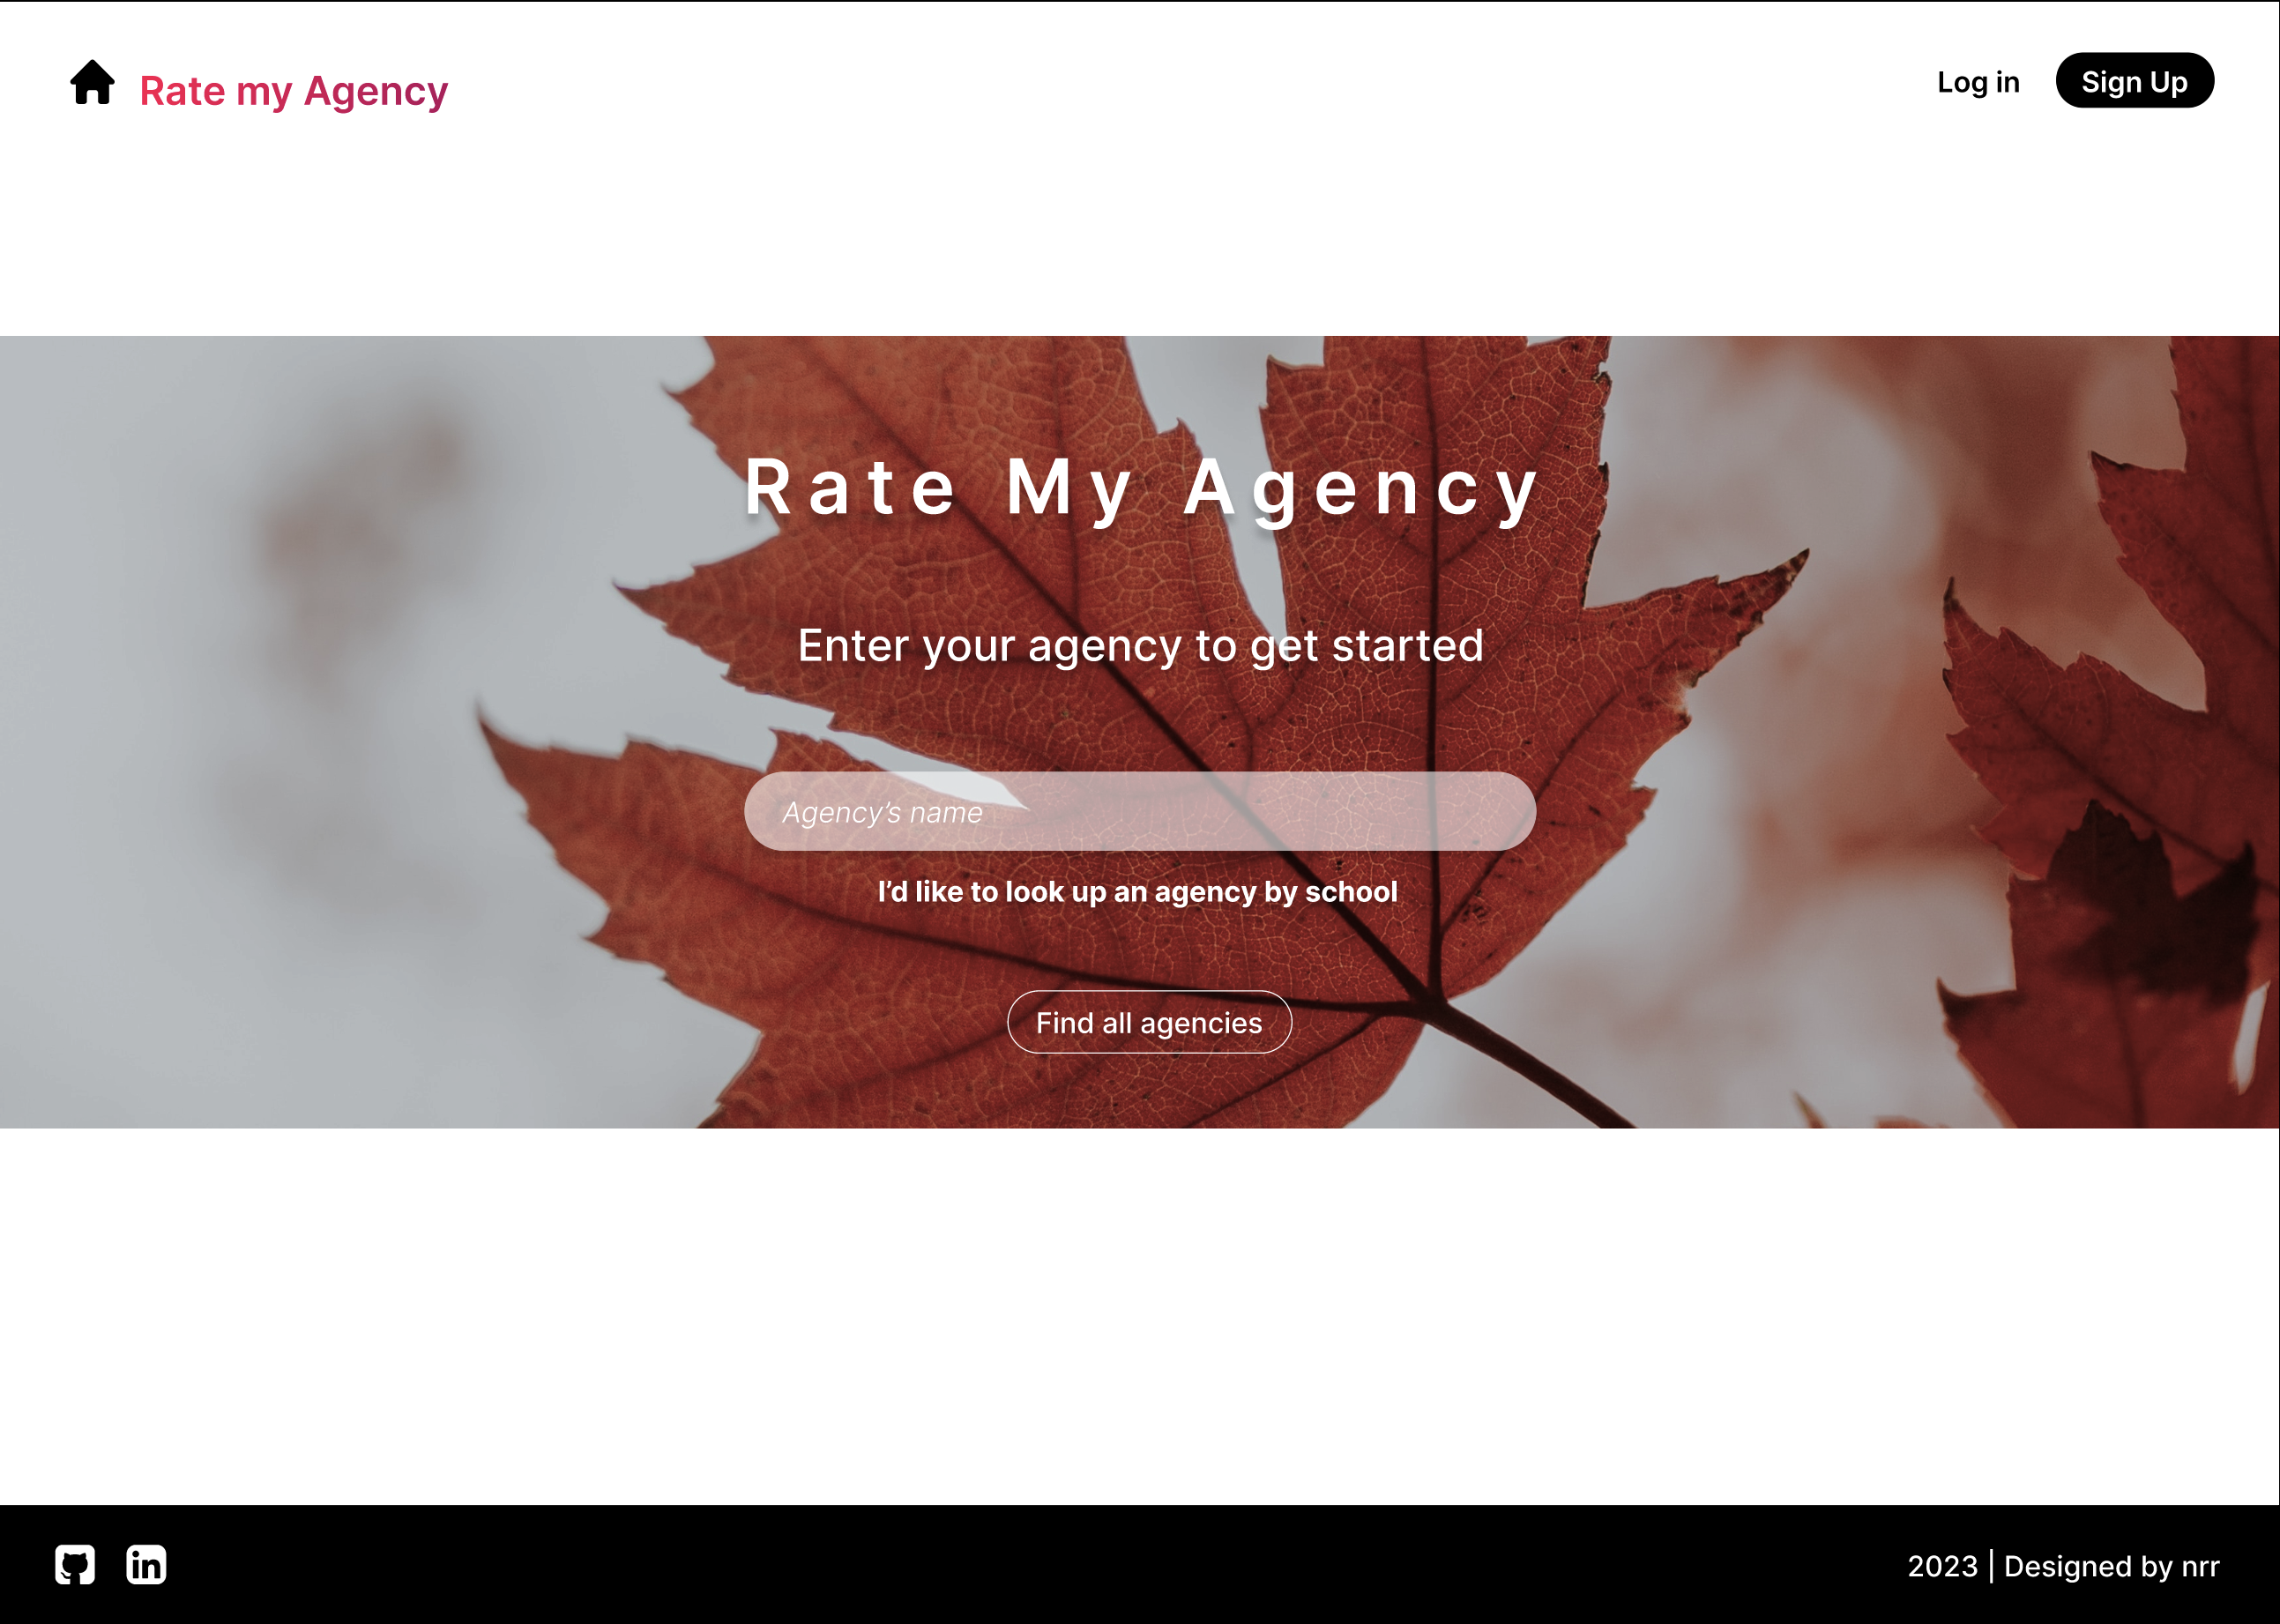 Rate my Agency
Log in
Sign Up
Rate My Agency
Enter your agency to get started
Agency’s name
I’d like to look up an agency by school
Find all agencies
in
2023 | Designed by nrr